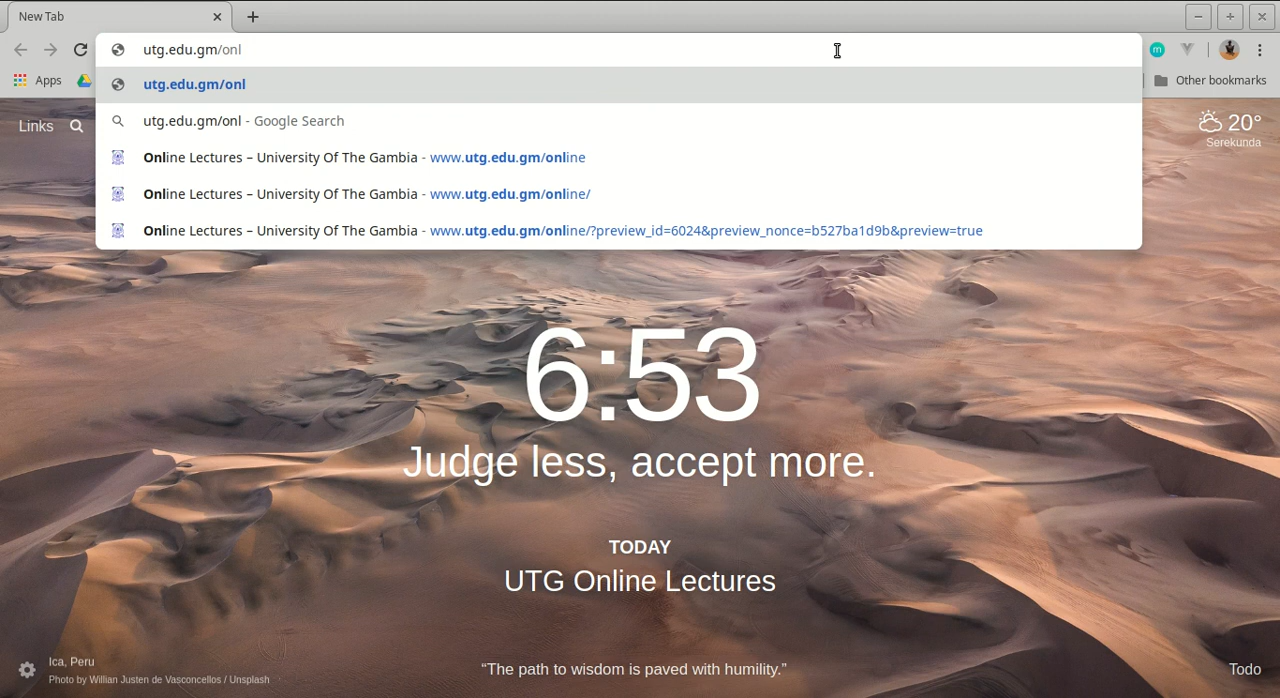 New Tab
utg.edu.gm/onl
Apps
utg.edu.gm/onl
Other bookmarks
utg.edu.gm/onl - Google Search
Links
20°
Serekunda
Online Lectures – University Of The Gambia - www.utg.edu.gm/online
Online Lectures – University Of The Gambia - www.utg.edu.gm/online/
Online Lectures – University Of The Gambia - www.utg.edu.gm/online/?preview_id=6024&preview_nonce=b527ba1d9b&preview=true
6:53
Judge less, accept more.
TODAY
UTG Online Lectures
Ica, Peru
Photo by Willian Justen de Vasconcellos / Unsplash
“The path to wisdom is paved with humility.”
Todo